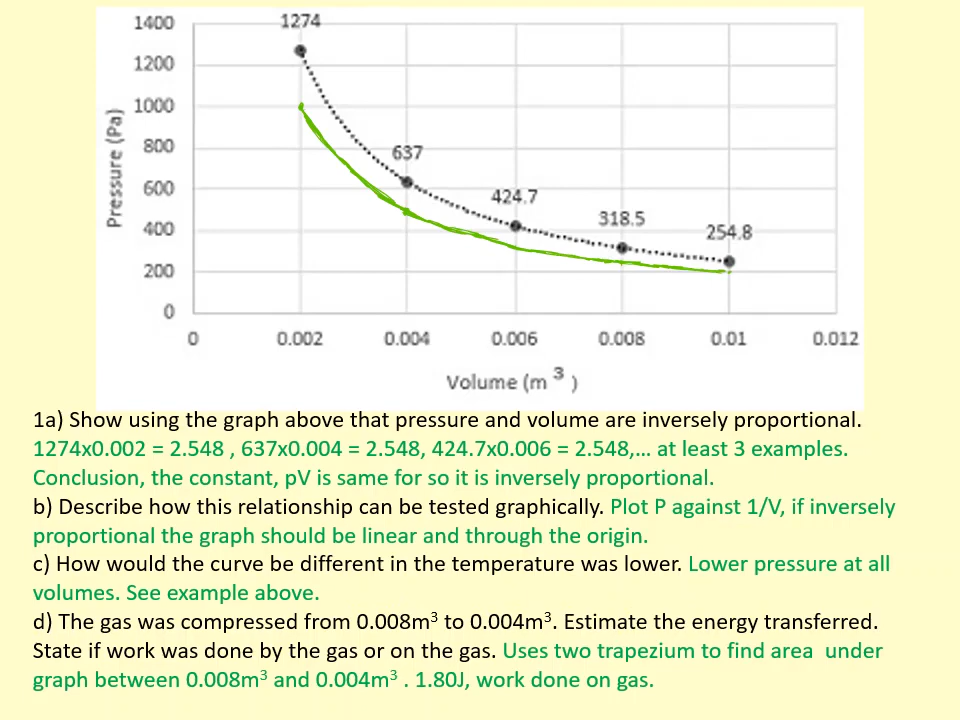 1400
1274
1200
1000
800
637
600
424.7
400
318.5
254.8
200
0
Pressure (Pa)
0 0.002 0.004 0.006 0.008 0.01 0.012
Volume (m ³ )
1a) Show using the graph above that pressure and volume are inversely proportional.
1274x0.002 = 2.548 , 637x0.004 = 2.548, 424.7x0.006 = 2.548,... at least 3 examples.
Conclusion, the constant, pV is same for so it is inversely proportional.
b) Describe how this relationship can be tested graphically. Plot P against 1/V, if inversely
proportional the graph should be linear and through the origin.
c) How would the curve be different in the temperature was lower. Lower pressure at all
volumes. See example above.
d) The gas was compressed from 0.008m³ to 0.004m³. Estimate the energy transferred.
State if work was done by the gas or on the gas. Uses two trapezium to find area under
graph between 0.008m³ and 0.004m³ . 1.80J, work done on gas.